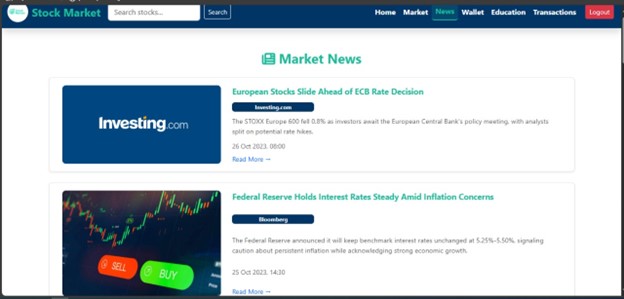 Stock Market
Search stocks...
Search
Home Market News Wallet Education Transactions Logout
Market News
European Stocks Slide Ahead of ECB Rate Decision
Investing.com
Investing.com
The STOXX Europe 600 fell 0,8% as investors await the European Central Bank's policy meeting, with analysts
split on potential rate hikes.
26 Oct 2023, 08:00
Read More →
Federal Reserve Holds Interest Rates Steady Amid Inflation Concerns
Bloomberg
SELL
BUY
The Federal Reserve announced it will keep benchmark interest rates unchanged at 5.25%-5.50%, signaling
caution about persistent inflation while acknowledging strong economic growth.
25 Oct 2023, 14:30
Read More →